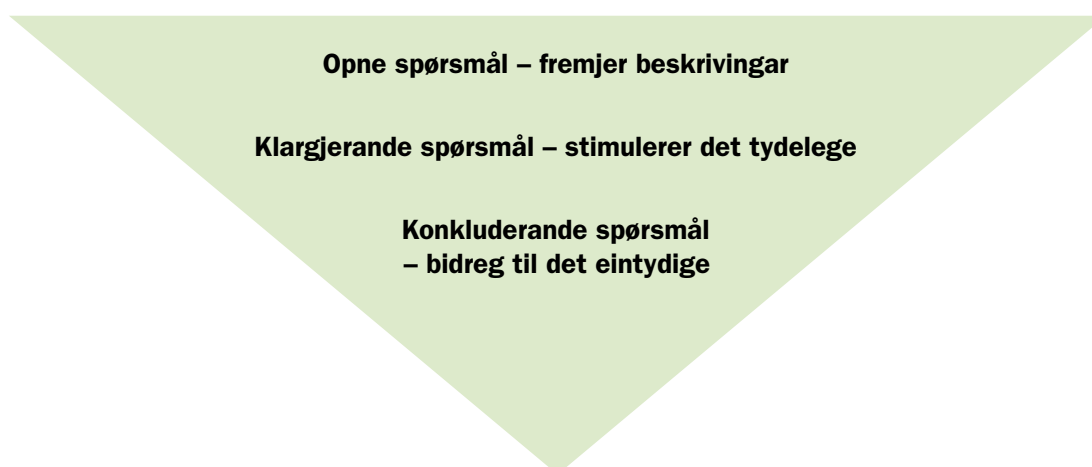 Opne spørsmål – fremjer beskrivingar
Klargjerande spørsmål – stimulerer det tydelege
Konkluderande spørsmål
– bidreg til det eintydige